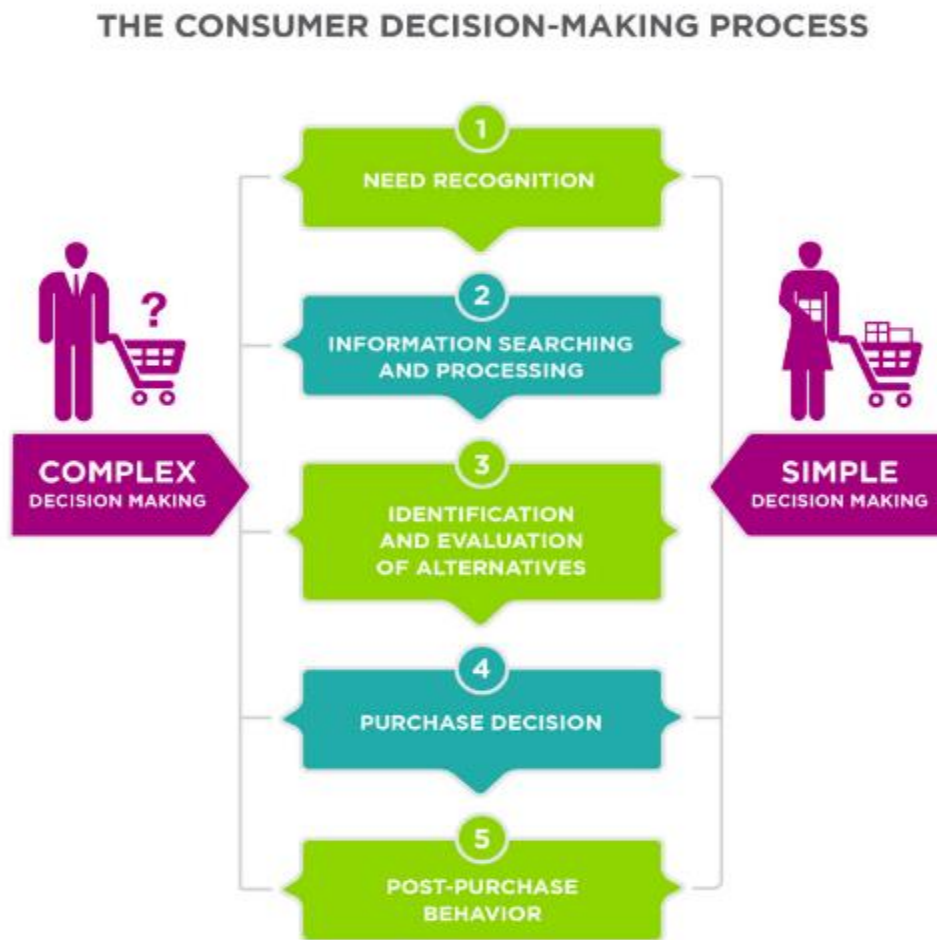 THE CONSUMER DECISION-MAKING PROCESS
1
NEED RECOGNITION
2
INFORMATION SEARCHING
AND PROCESSING
?
COMPLEX
DECISION MAKING
3
IDENTIFICATION
AND EVALUATION
OF ALTERNATIVES
SIMPLE
DECISION MAKING
4
PURCHASE DECISION
5
POST-PURCHASE
BEHAVIOR